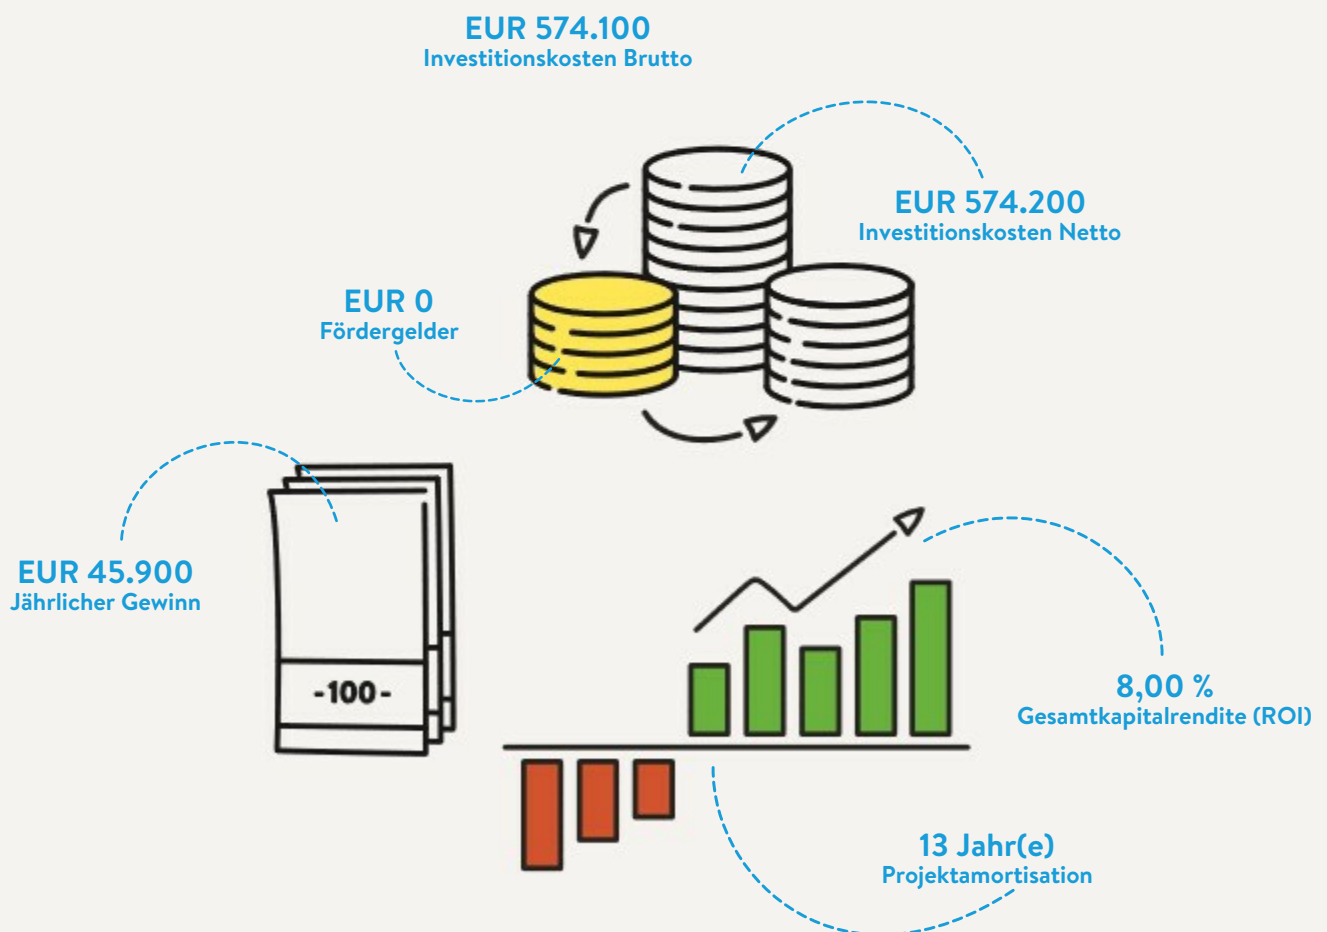 EUR 574.100
Investitionskosten Brutto
EUR 574.200
Investitionskosten Netto
EUR 0
Fördergelder
EUR 45.900
Jährlicher Gewinn
-100-
8,00 %
Gesamtkapitalrendite (ROI)
13 Jahr(e)
Projektamortisation